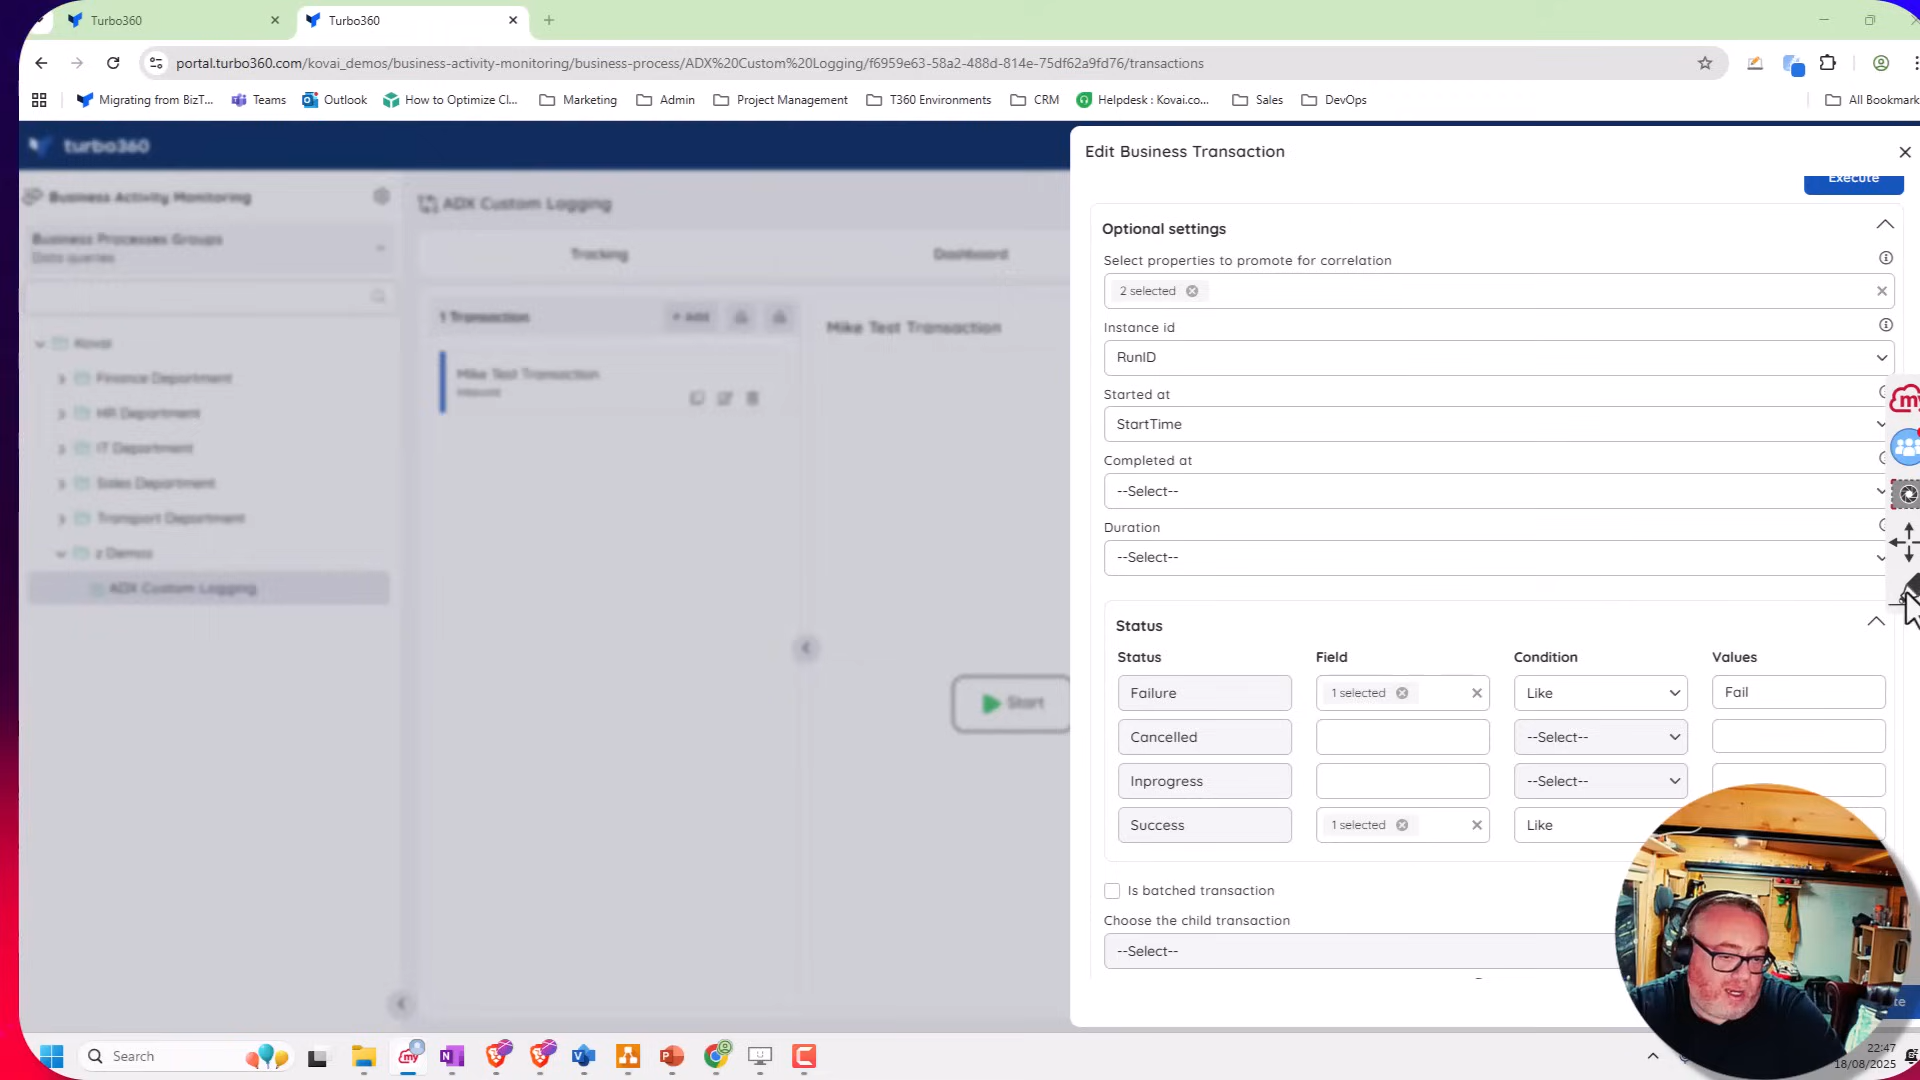 Turbo360
Turbo360
portal.turbo360.com/kovai_demos/business-activity-monitoring/business-process/ADX%20Custom%20Logging/f6959e63-58a2-488d-814e-75df62a9fd76/transactions
Migrating from BizT...
Teams
Outlook
How to Optimize Cl...
Marketing
Admin
Project Management
T360 Environments
CRM
Helpdesk : Kovai.co...
Sales
DevOps
All Bookmark
turbo360
Edit Business Transaction
Execute
Business Activity Monitoring
ADX Custom Logging
Business Processes Groups
Data queries
Tracking
Dashboard
1 Transaction
+ Add
Mike Test Transaction
Mike Test Transaction
Inbound
Kovai
Finance Department
HR Department
IT Department
Sales Department
Transport Department
z Demos
ADX Custom Logging
Start
Optional settings
Select properties to promote for correlation
2 selected
Instance id
RunID
Started at
StartTime
Completed at
--Select--
Duration
--Select--
Status
Status Field Condition Values
Failure 1 selected Like Fail
Cancelled --Select--
Inprogress --Select--
Success 1 selected Like
Is batched transaction
Choose the child transaction
--Select--
my
Search
my
22:47
18/08/2025